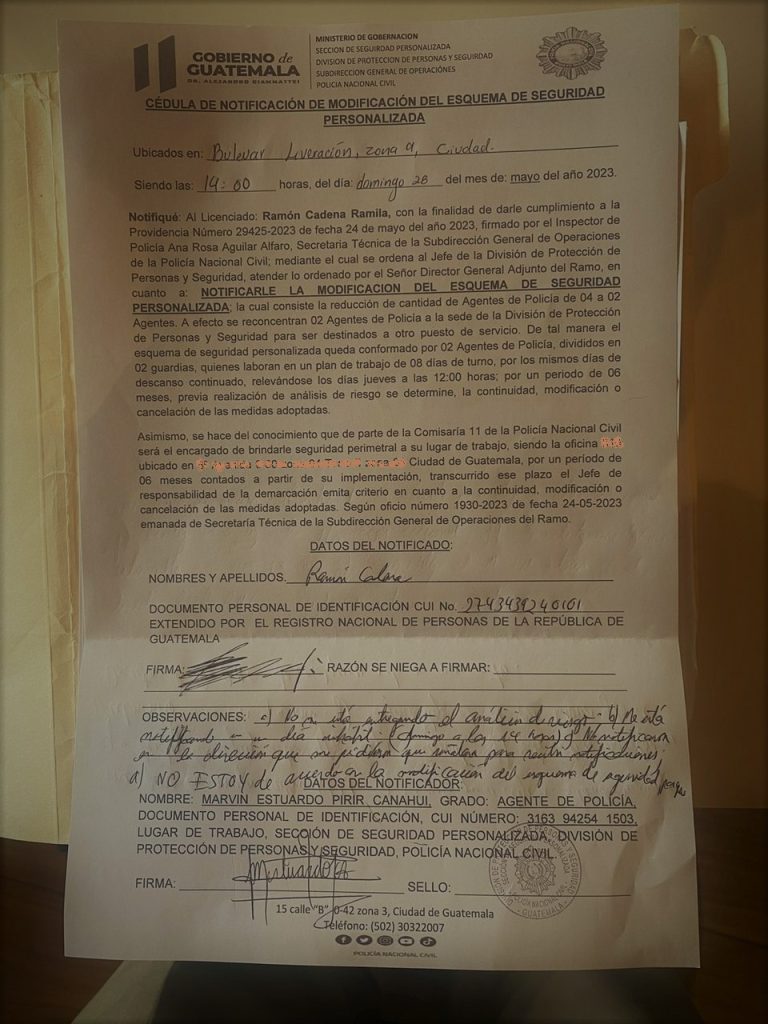 GOBIERNO de
GUATEMALA
DR. ALEJANDRO GIAMMATTEI
MINISTERIO DE GOBERNACION
SECCION DE SEGURIDAD PERSONALIZADA
DIVISION DE PROTECCION DE PERSONAS Y SEGURIDAD
SUBDIRECCION GENERAL DE OPERACIONES
POLICIA NACIONAL CIVIL
CÉDULA DE NOTIFICACIÓN DE MODIFICACIÓN DEL ESQUEMA DE SEGURIDAD
PERSONALIZADA
Ubicados en: Bulevar Liveración, zona 9, Ciudad.
Siendo las: 14:00 horas, del día: domingo 28 del mes de: mayo del año 2023.
Notifiqué: Al Licenciado: Ramón Cadena Ramila, con la finalidad de darle cumplimiento a la
Providencia Número 29425-2023 de fecha 24 de mayo del año 2023, firmado por el Inspector de
Policía Ana Rosa Aguilar Alfaro, Secretaria Técnica de la Subdirección General de Operaciones
de la Policía Nacional Civil; mediante el cual se ordena al Jefe de la División de Protección de
Personas y Seguridad, atender lo ordenado por el Señor Director General Adjunto del Ramo, en
cuanto a: NOTIFICARLE LA MODIFICACION DEL ESQUEMA DE SEGURIDAD
PERSONALIZADA; la cual consiste la reducción de cantidad de Agentes de Policía de 04 a 02
Agentes. A efecto se reconcentran 02 Agentes de Policía a la sede de la División de Protección
de Personas y Seguridad para ser destinados a otro puesto de servicio. De tal manera el
esquema de seguridad personalizada queda conformado por 02 Agentes de Policía, divididos en
02 guardias, quienes laboran en un plan de trabajo de 08 días de turno, por los mismos días de
descanso continuado, relevándose los días jueves a las 12:00 horas; por un periodo de 06
meses, previa realización de análisis de riesgo se determine, la continuidad, modificación o
cancelación de las medidas adoptadas.
Asimismo, se hace del conocimiento que de parte de la Comisaría 11 de la Policía Nacional Civil
será el encargado de brindarle seguridad perimetral a su lugar de trabajo, siendo la oficina
ubicado en Ciudad de Guatemala, por un período de
06 meses contados a partir de su implementación, transcurrido ese plazo el Jefe de
responsabilidad de la demarcación emita criterio en cuanto a la continuidad, modificación o
cancelación de las medidas adoptadas. Según oficio número 1930-2023 de fecha 24-05-2023
emanada de Secretaría Técnica de la Subdirección General de Operaciones del Ramo.
DATOS DEL NOTIFICADO:
NOMBRES Y APELLIDOS. Ramón Cadena
DOCUMENTO PERSONAL DE IDENTIFICACIÓN CUI No.
EXTENDIDO POR EL REGISTRO NACIONAL DE PERSONAS DE LA REPÚBLICA DE
GUATEMALA
FIRMA: RAZÓN SE NIEGA A FIRMAR:
OBSERVACIONES: a) No se está entregando el análisis de riesgo; b) Me está
notificando en un día inhábil (domingo a las 14 horas) No notificaron
en la dirección que me pidieron que señalara para recibir notificaciones
a) NO ESTOY de acuerdo en la modificación del esquema de seguridad porque
DATOS DEL NOTIFICADOR:
NOMBRE: MARVIN ESTUARDO PIRIR CANAHUI, GRADO: AGENTE DE POLICÍA,
DOCUMENTO PERSONAL DE IDENTIFICACIÓN, CUI NÚMERO: 3163 94254 1503,
LUGAR DE TRABAJO, SECCIÓN DE SEGURIDAD PERSONALIZADA, DIVISIÓN DE
PROTECCIÓN DE PERSONAS Y SEGURIDAD, POLICÍA NACIONAL CIVIL.
FIRMA: SELLO:
GUATEMALA
15 calle "B" 0-42 zona 3, Ciudad de Guatemala
Teléfono: (502) 30322007
POLICÍA NACIONAL CIVIL